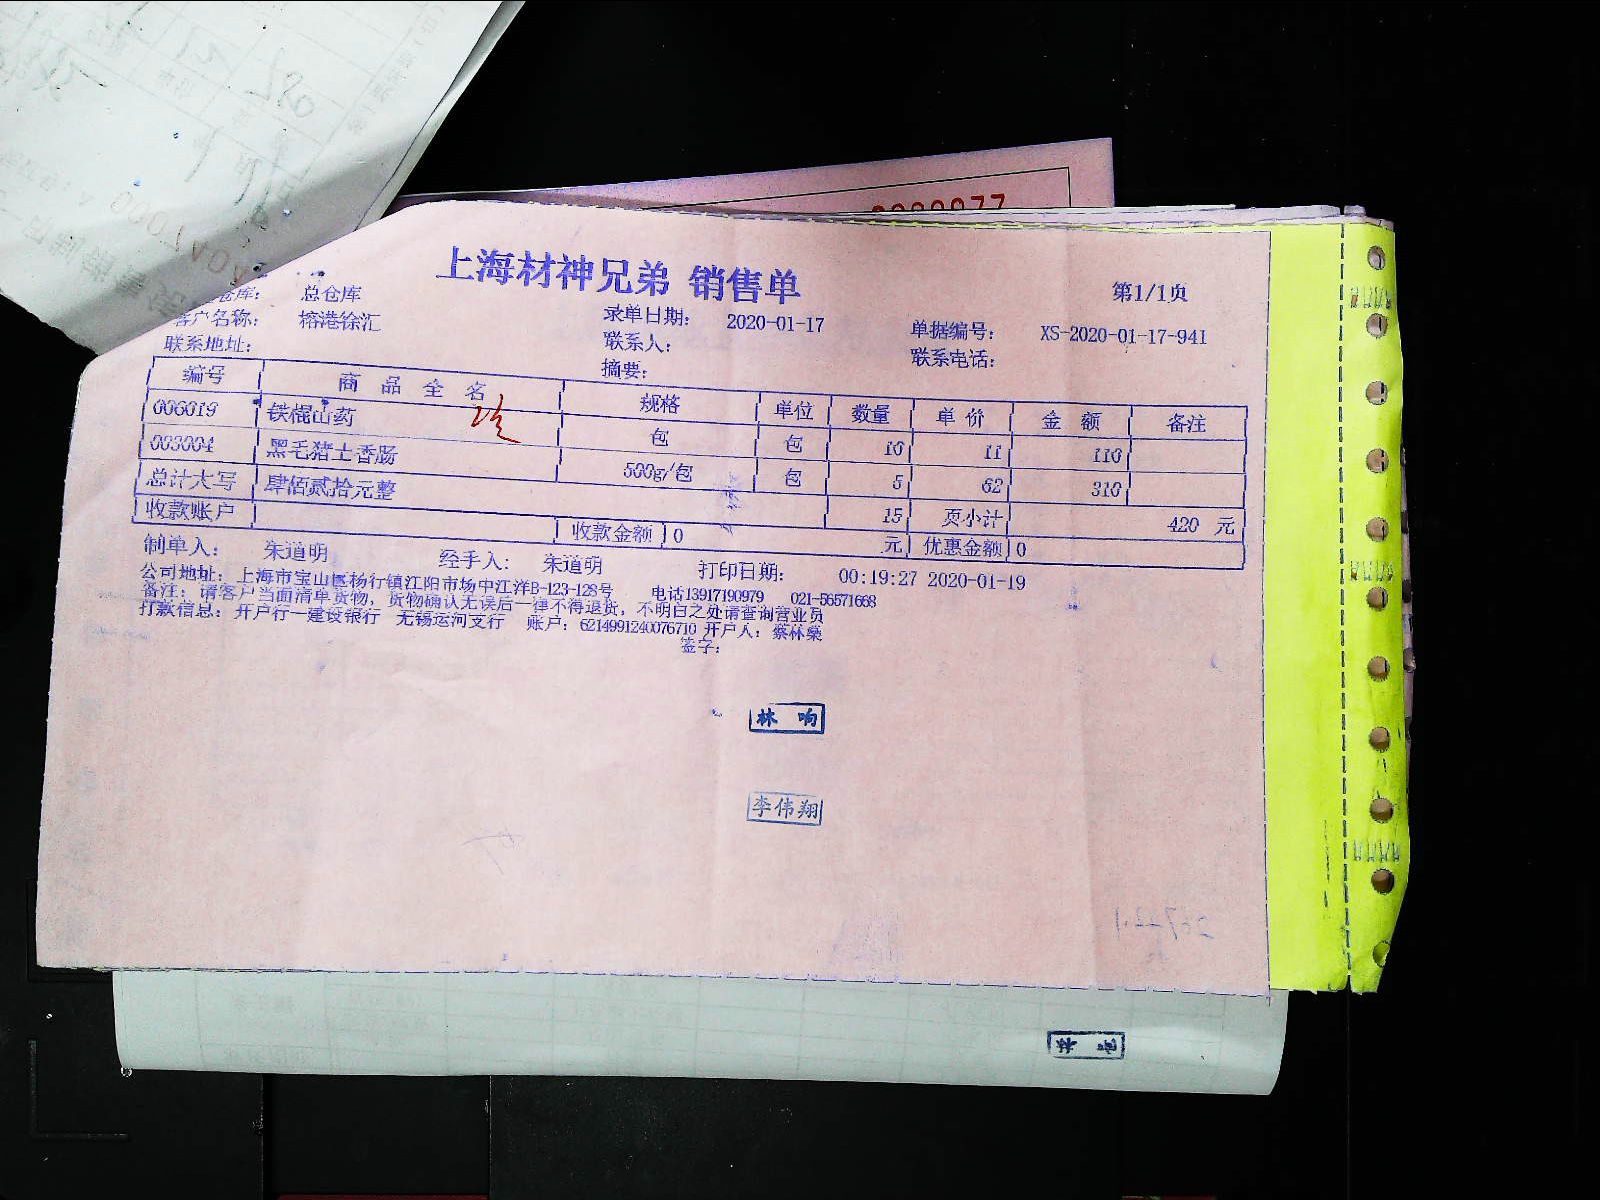 上海材神兄弟 销售单
第1/1页
仓库: 总仓库
客户名称: 榕港徐汇 录单日期: 2020-01-17 单据编号: XS-2020-01-17-941
联系地址: 联系人: 联系电话:
摘要:
编号 商品全名 规格 单位 数量 单价 金额 备注
006019 铁棍山药 包 包 10 11 110
003004 黑毛猪土香肠 500g/包 包 5 62 310
总计大写 肆佰贰拾元整 15 页小计 420 元
收款账户 收款金额 0 元 优惠金额 0
制单人: 朱道明 经手人: 朱道明 打印日期: 00:19:27 2020-01-19
公司地址: 上海市宝山区杨行镇江阳市场中江洋B-123-128号 电话13917190979 021-56571668
备注: 请客户当面清单货物, 货物确认无误后一律不得退货, 不明白之处请查询营业员
打款信息: 开户行—建设银行 无锡运河支行 账户: 6214991240076710 开户人: 蔡林燊
签字:
林 响
李伟翔